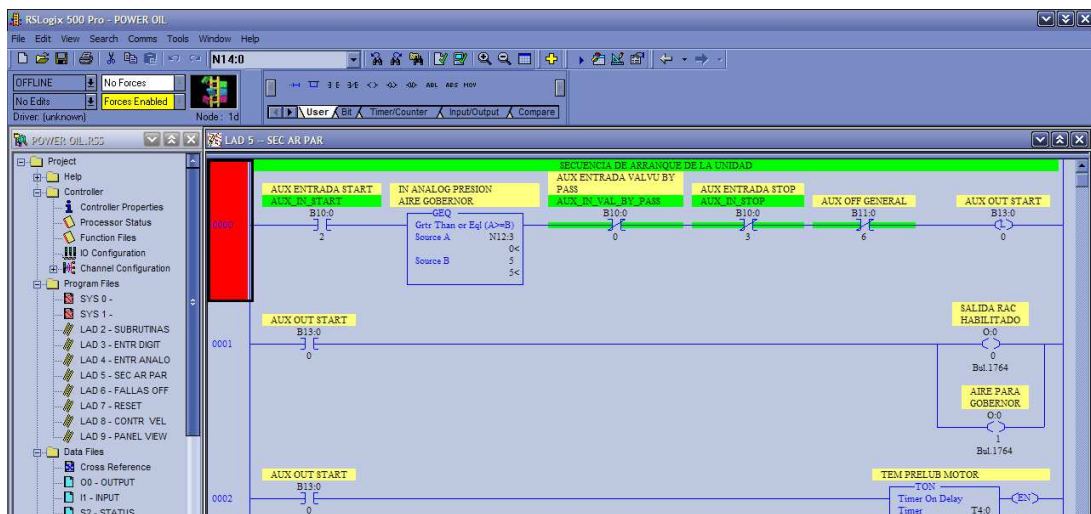 RSLogix 500 Pro - POWER OIL
File Edit View Search Comms Tools Window Help
N14:0
OFFLINE No Forces
No Edits Forces Enabled
Driver: (unknown) Node: 1d
ABL ABS MOV
User Bit Timer/Counter Input/Output Compare
POWER OIL.RSS
Project
Help
Controller
Controller Properties
Processor Status
Function Files
IO Configuration
Channel Configuration
Program Files
SYS 0 -
SYS 1 -
LAD 2 - SUBRUTINAS
LAD 3 - ENTR DIGIT
LAD 4 - ENTR ANALO
LAD 5 - SEC AR PAR
LAD 6 - FALLAS OFF
LAD 7 - RESET
LAD 8 - CONTR VEL
LAD 9 - PANEL VIEW
Data Files
Cross Reference
O0 - OUTPUT
I1 - INPUT
S2 - STATUS
LAD 5 -- SEC AR PAR
SECUENCIA DE ARRANQUE DE LA UNIDAD
0000
AUX ENTRADA START
AUX_IN_START
B10:0
2
IN ANALOG PRESION
AIRE GOBERNOR
GEQ
Grtr Than or Eql (A>=B)
Source A N12:3
0<
Source B 5
5<
AUX ENTRADA VALVU BY
PASS
AUX_IN_VAL_BY_PASS
B10:0
0
AUX ENTRADA STOP
AUX_IN_STOP
B10:0
3
AUX OFF GENERAL
B11:0
6
AUX OUT START
B13:0
L
0
0001
AUX OUT START
B13:0
0
SALIDA RAC
HABILITADO
O:0
0
Bul.1764
AIRE PARA
GOBERNOR
O:0
1
Bul.1764
0002
AUX OUT START
B13:0
0
TEM PRELUB MOTOR
TON
Timer On Delay EN
Timer T4:0